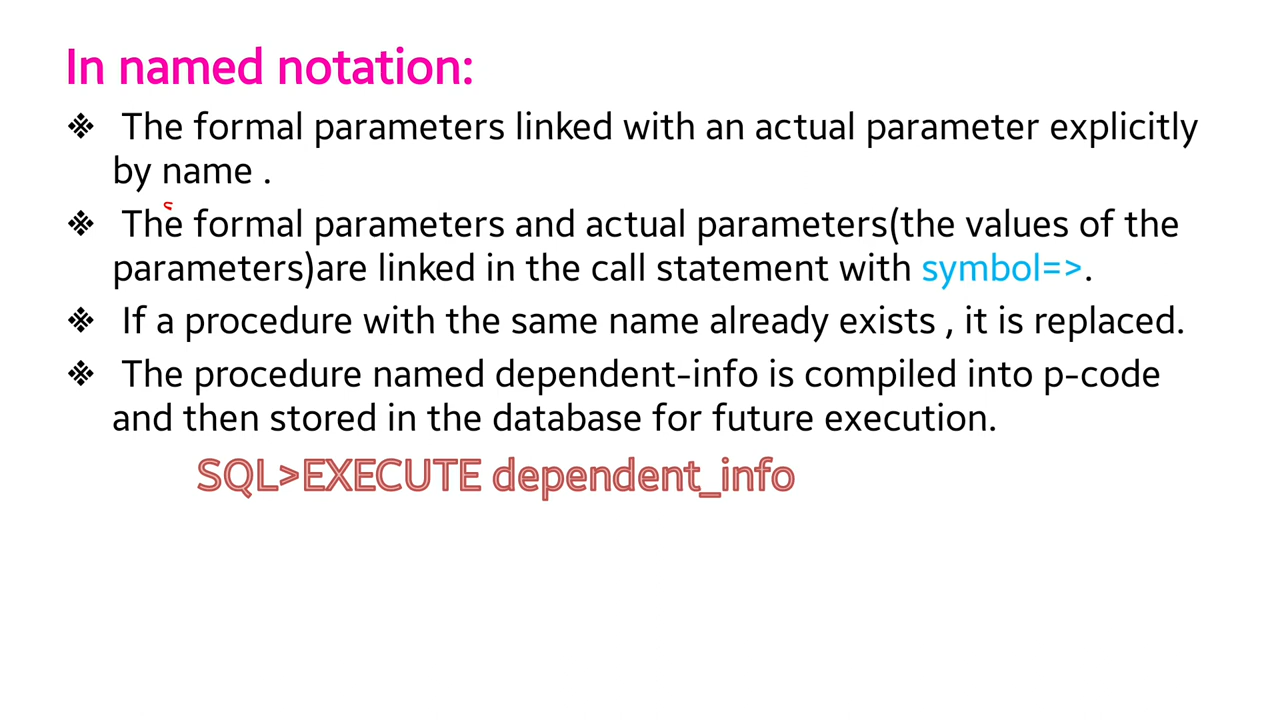 In named notation:
❖ The formal parameters linked with an actual parameter explicitly
by name .
❖ The formal parameters and actual parameters(the values of the
parameters)are linked in the call statement with symbol=>.
❖ If a procedure with the same name already exists , it is replaced.
❖ The procedure named dependent-info is compiled into p-code
and then stored in the database for future execution.
SQL>EXECUTE dependent_info